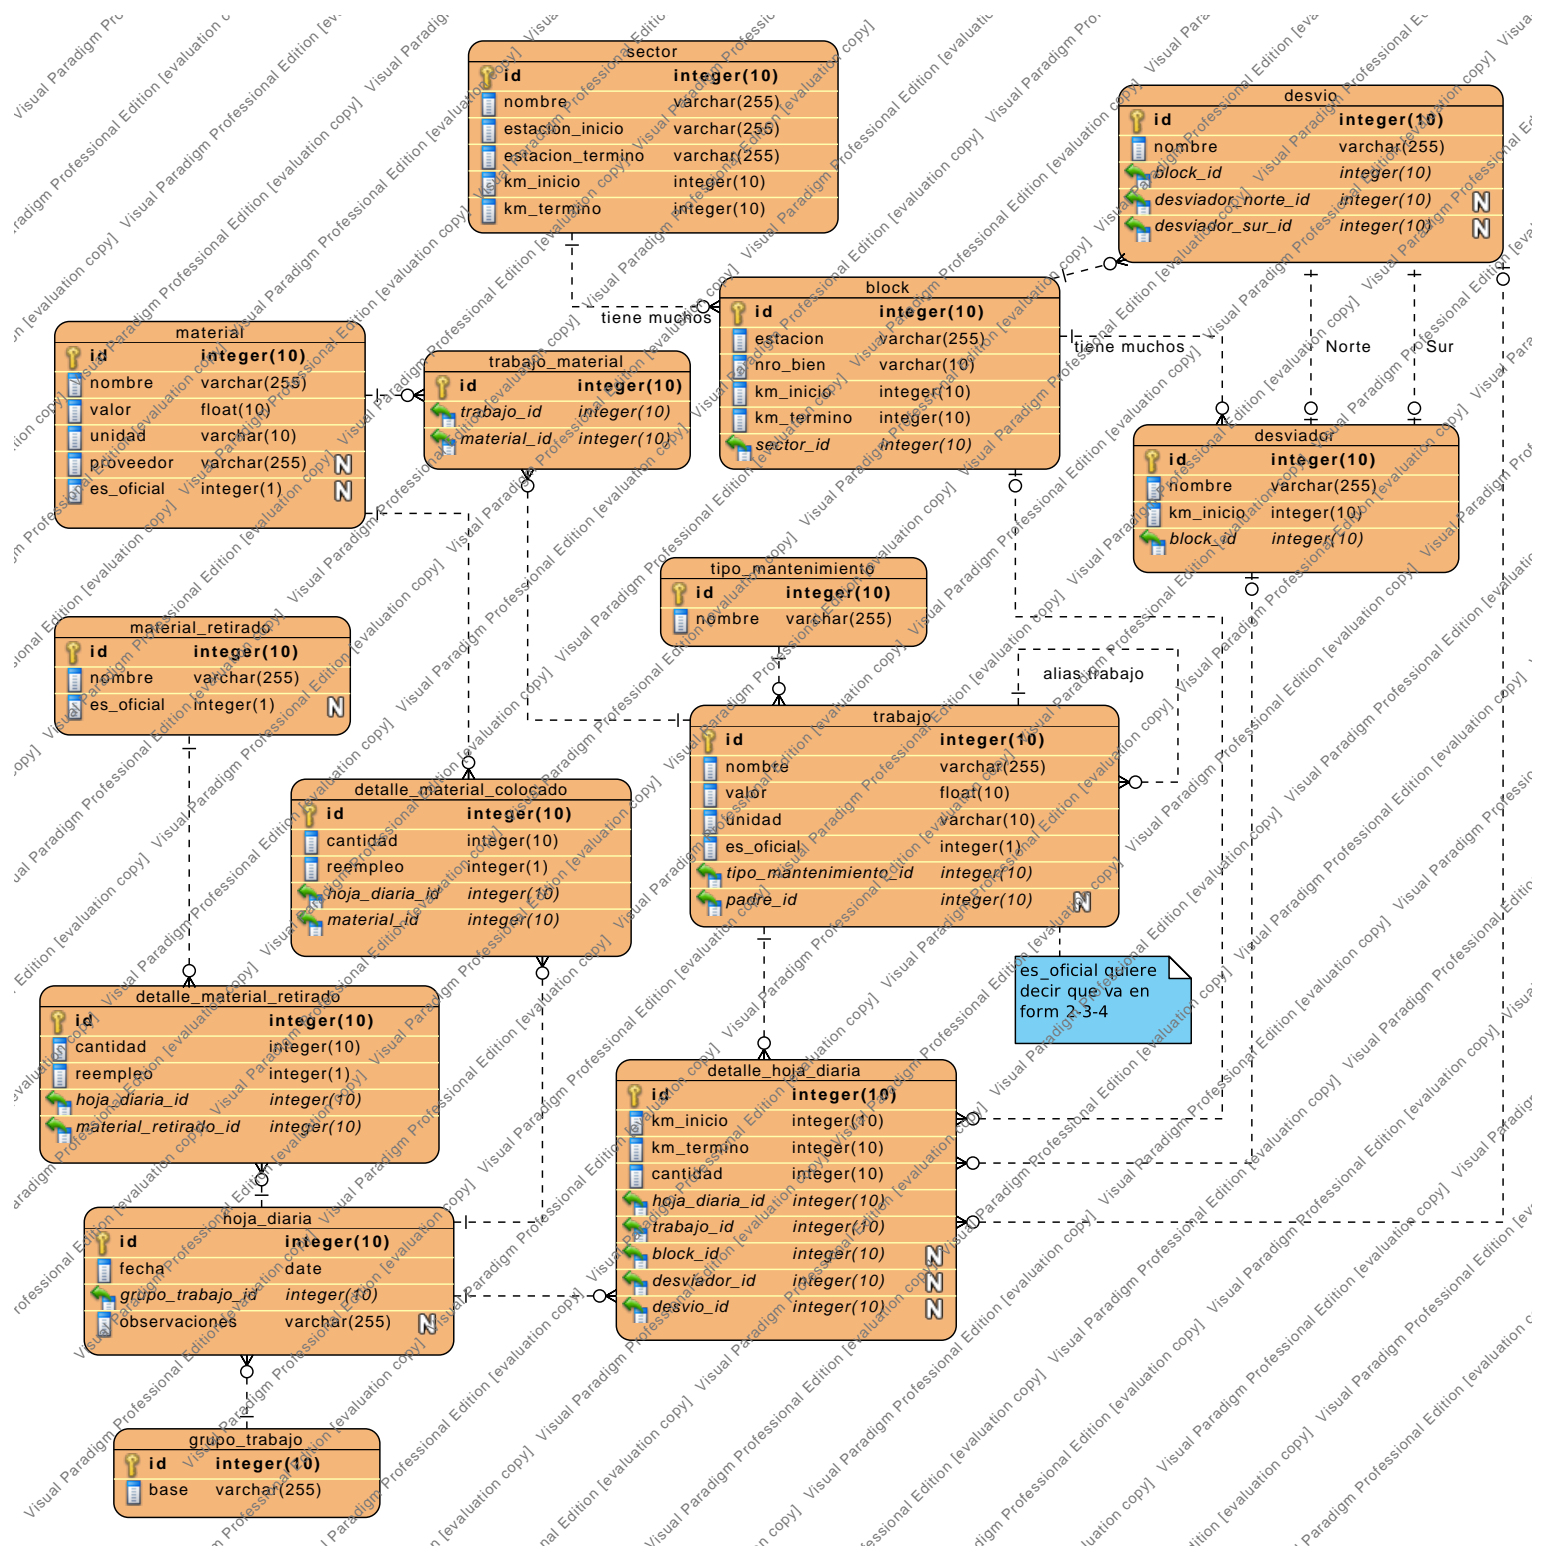 sector
id integer(10)
nombre varchar(255)
estacion_inicio varchar(255)
estacion_termino varchar(255)
km_inicio integer(10)
km_termino integer(10)
desvio
id integer(10)
nombre varchar(255)
block_id integer(10)
desviador_norte_id integer(10) N
desviador_sur_id integer(10) N
block
id integer(10)
estacion varchar(255)
nro_bien varchar(10)
km_inicio integer(10)
km_termino integer(10)
sector_id integer(10)
tiene muchos
tiene muchos
Norte
Sur
material
id integer(10)
nombre varchar(255)
valor float(10)
unidad varchar(10)
proveedor varchar(255) N
es_oficial integer(1) N
trabajo_material
id integer(10)
trabajo_id integer(10)
material_id integer(10)
desviador
id integer(10)
nombre varchar(255)
km_inicio integer(10)
block_id integer(10)
tipo_mantenimiento
id integer(10)
nombre varchar(255)
material_retirado
id integer(10)
nombre varchar(255)
es_oficial integer(1) N
alias trabajo
trabajo
id integer(10)
nombre varchar(255)
valor float(10)
unidad varchar(10)
es_oficial integer(1)
tipo_mantenimiento_id integer(10)
padre_id integer(10) N
detalle_material_colocado
id integer(10)
cantidad integer(10)
reempleo integer(1)
hoja_diaria_id integer(10)
material_id integer(10)
es_oficial quiere
decir que va en
form 2-3-4
detalle_material_retirado
id integer(10)
cantidad integer(10)
reempleo integer(1)
hoja_diaria_id integer(10)
material_retirado_id integer(10)
detalle_hoja_diaria
id integer(10)
km_inicio integer(10)
km_termino integer(10)
cantidad integer(10)
hoja_diaria_id integer(10)
trabajo_id integer(10)
block_id integer(10) N
desviador_id integer(10) N
desvio_id integer(10) N
hoja_diaria
id integer(10)
fecha date
grupo_trabajo_id integer(10)
observaciones varchar(255) N
grupo_trabajo
id integer(10)
base varchar(255)
Visual Paradigm Professional Edition [evaluation copy]